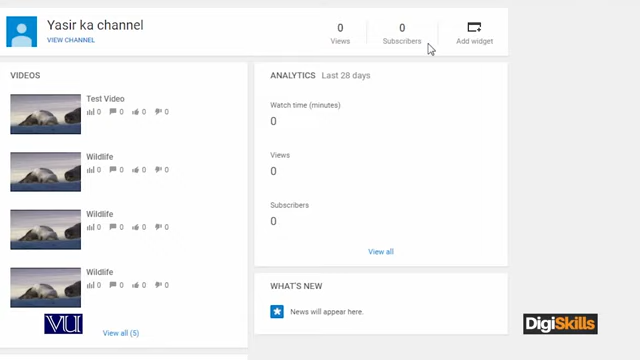 Yasir ka channel
VIEW CHANNEL
0
Views
0
Subscribers
Add widget
VIDEOS
Test Video
0 0 0 0
Wildlife
0 0 0 0
Wildlife
0 0 0 0
Wildlife
0 0 0 0
View all (5)
ANALYTICS Last 28 days
Watch time (minutes)
0
Views
0
Subscribers
0
View all
WHAT'S NEW
News will appear here.
VU
DigiSkills